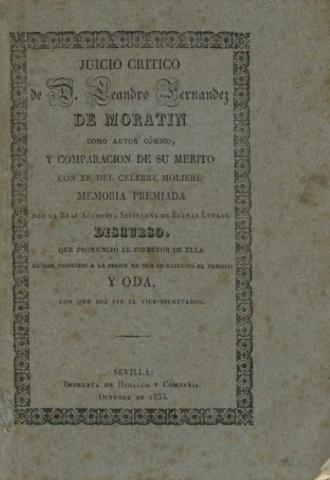 JUICIO CRITICO
de D. Leandro Fernandez
DE MORATIN
COMO AUTOR CÓMICO,
Y COMPARACION DE SU MERITO
CON EL DEL CELEBRE MOLIERE:
MEMORIA PREMIADA
POR LA REAL ACADEMIA SEVILLANA DE BUENAS LETRAS.
DISCURSO,
QUE PRONUNCIÓ EL DIRECTOR DE ELLA
AL DAR PRINCIPIO A LA SESION EN QUE SE ADJUDICÓ EL PREMIO:
Y ODA,
CON QUE DIÓ FIN EL VICE-SECRETARIO.
SEVILLA:
IMPRENTA DE HIDALGO Y COMPAÑIA.
OCTUBRE DE 1833.